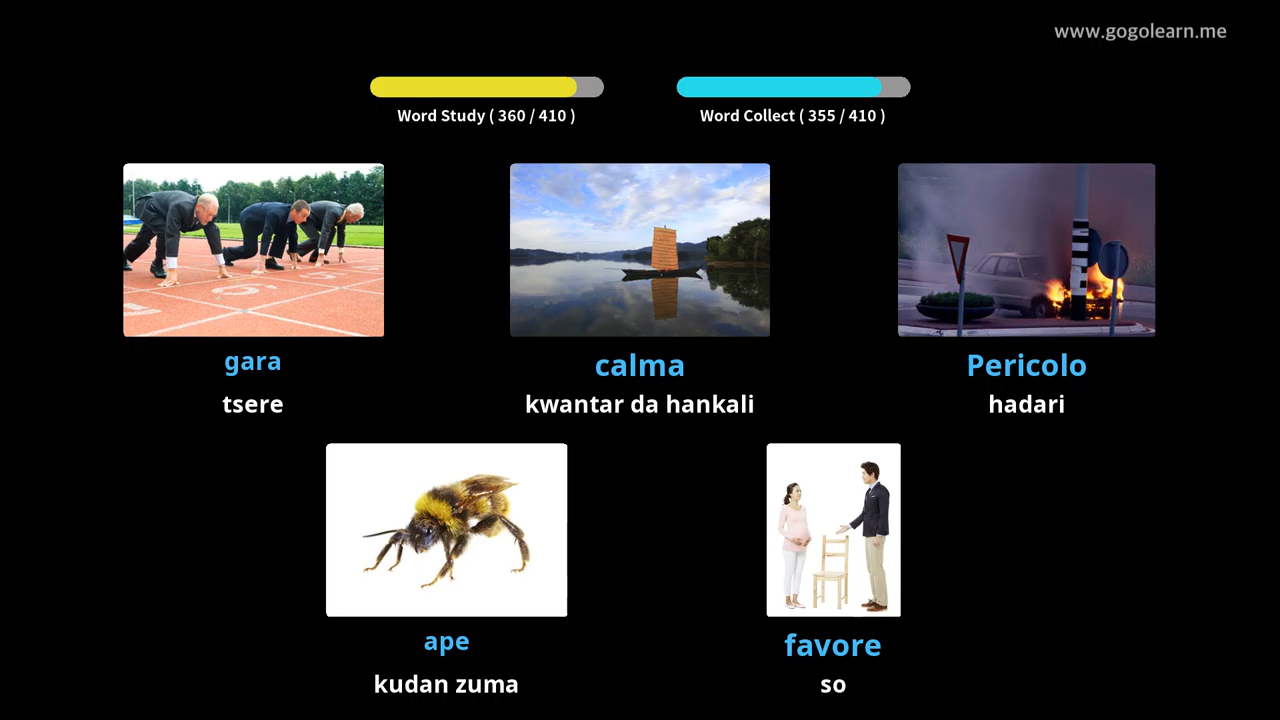 www.gogolearn.me
Word Study ( 360 / 410 )
Word Collect ( 355 / 410 )
gara
calma
Pericolo
tsere
kwantar da hankali
hadari
ape
favore
kudan zuma
so